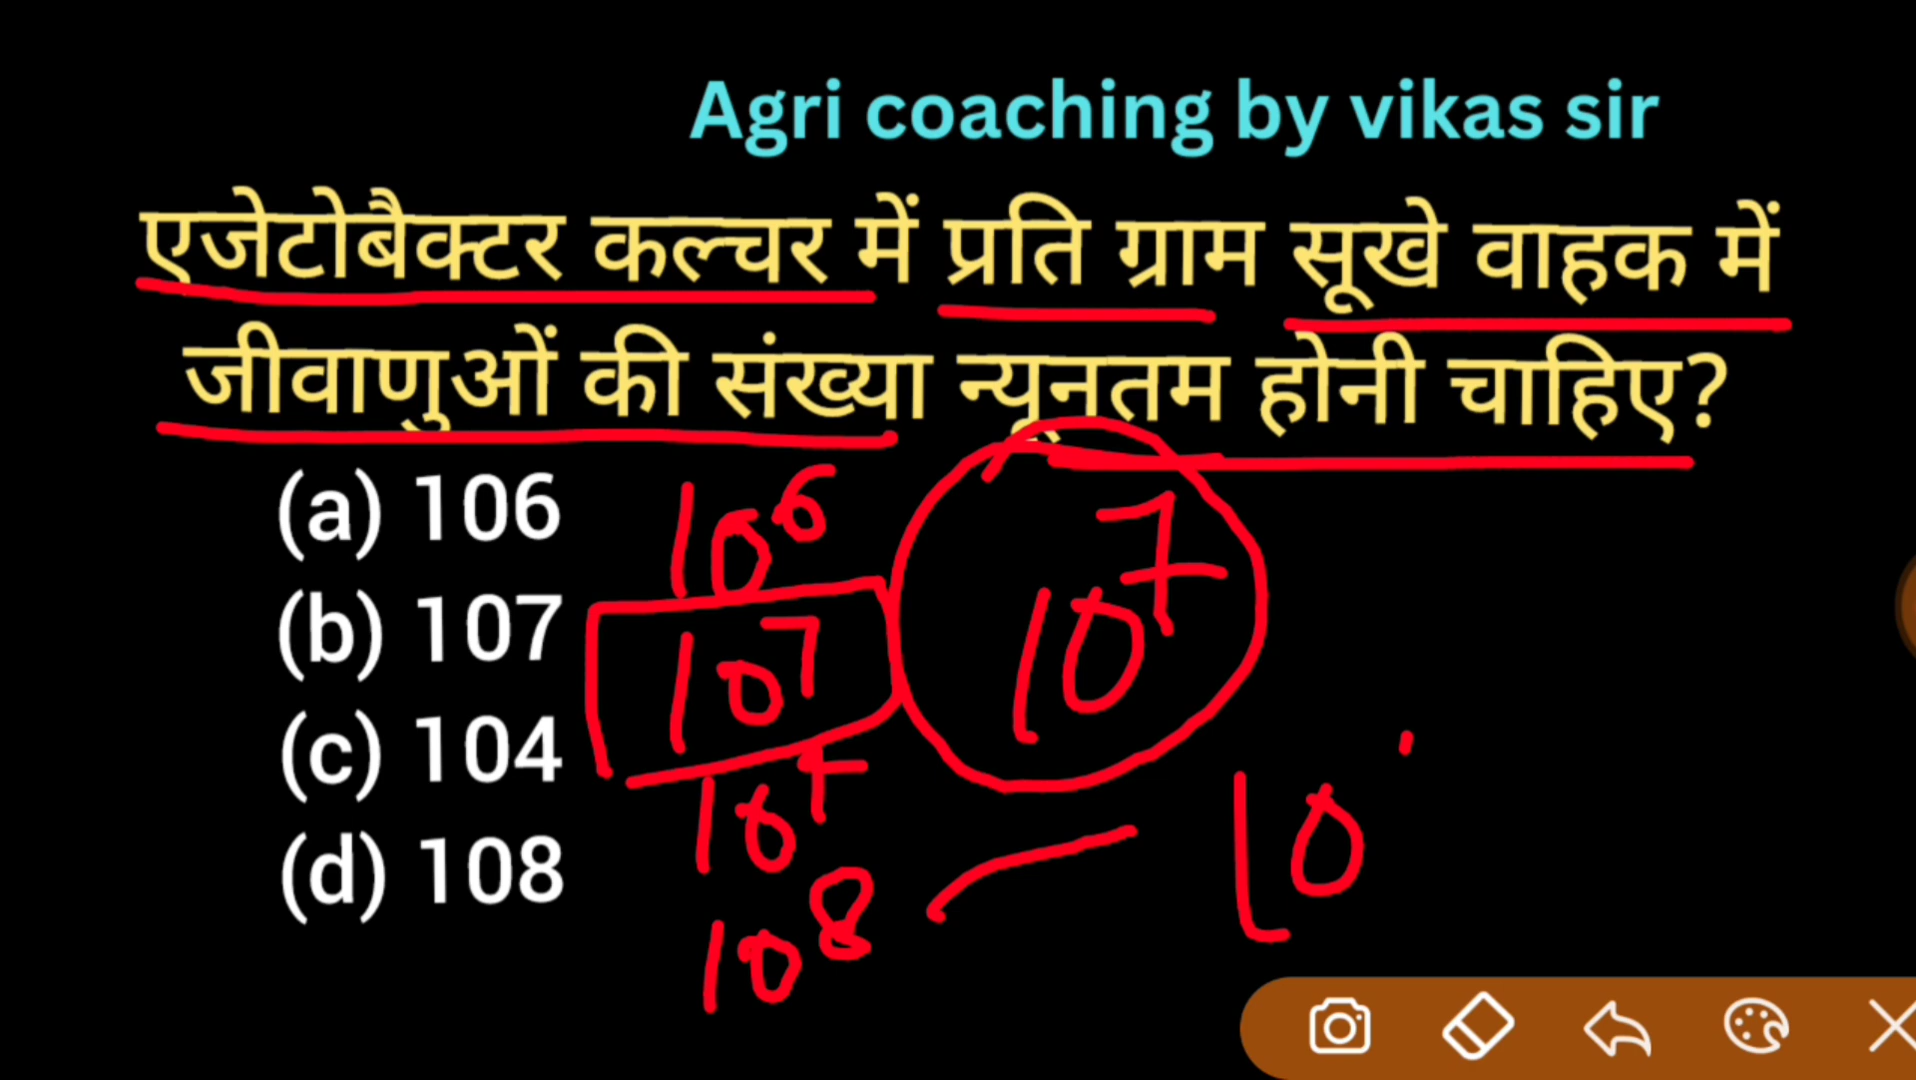 Agri coaching by vikas sir
एजेटोबैक्टर कल्चर में प्रति ग्राम सूखे वाहक में
जीवाणुओं की संख्या न्यूनतम होनी चाहिए?
(a) 106 10⁶
(b) 107 10⁷ 10⁷
(c) 104 10
(d) 108 10⁸ 10